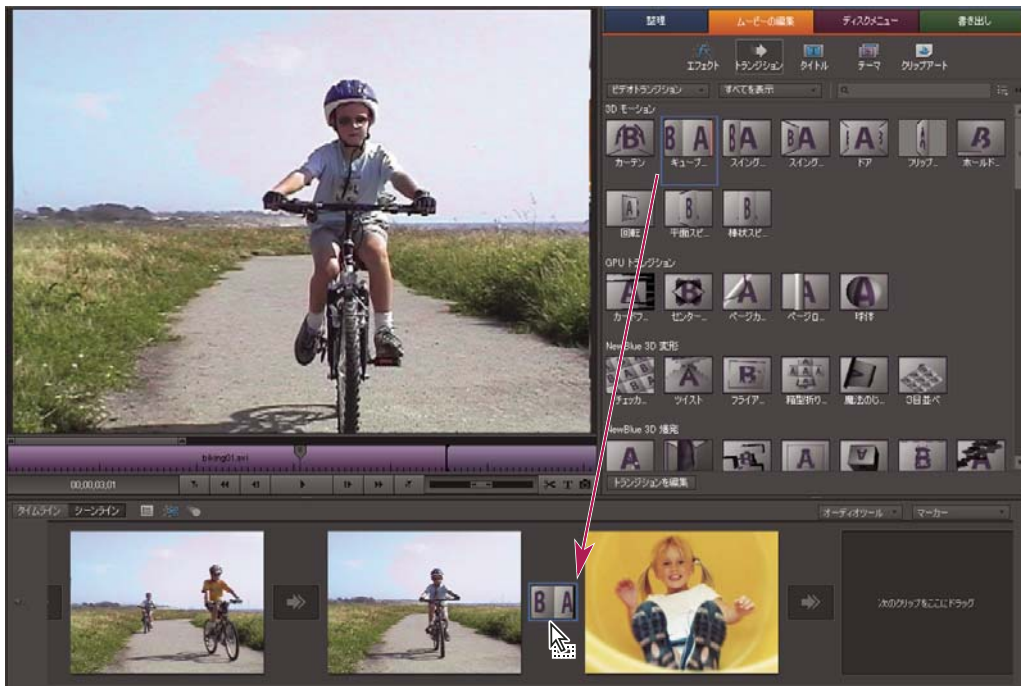 整理 ムービーの編集 ディスクメニュー 書き出し
エフェクト トランジション タイトル テーマ クリップアート
ビデオトランジション すべてを表示
3D モーション
カーテン キューブ... スイング... スイング... ドア フリップ... ホールド...
回転 平面スピ... 棒状スピ...
GPU トランジション
カードフ... センター... ページカ... ページロ... 球体
NewBlue 3D 変形
チェッカ... ツイスト フライア... 箱型折り... 魔法のじ... 3目並べ
NewBlue 3D 爆発
トランジションを編集
biking01.avi
00;00;03;01
タイムライン シーンライン
オーディオツール マーカー
B A
次のクリップをここにドラッグ